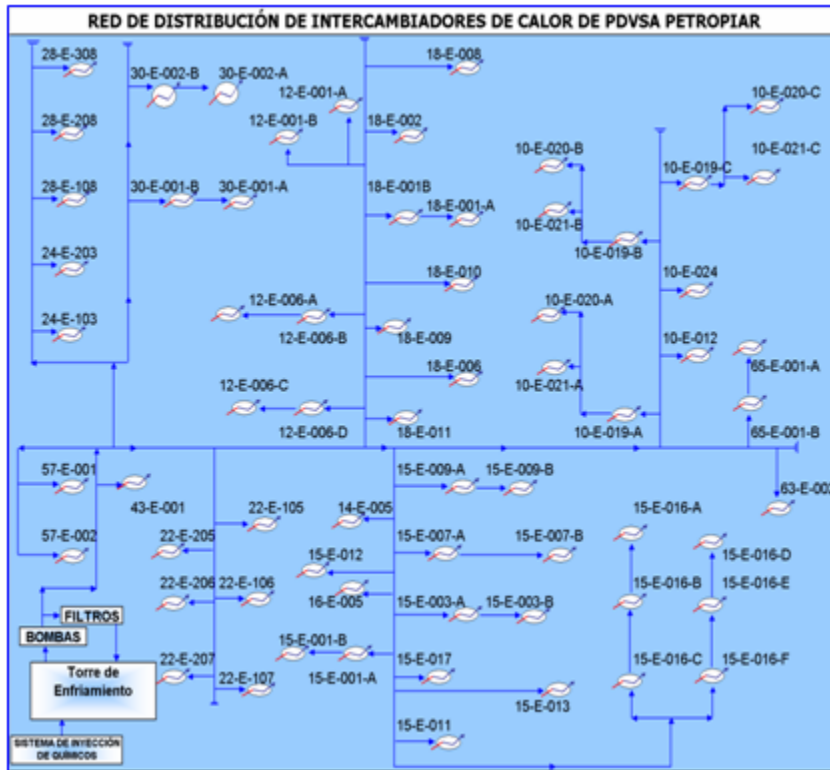 RED DE DISTRIBUCIÓN DE INTERCAMBIADORES DE CALOR DE PDVSA PETROPIAR
28-E-308
30-E-002-B
30-E-002-A
12-E-001-A
18-E-008
10-E-020-C
28-E-208
12-E-001-B
18-E-002
10-E-020-B
10-E-019-C
10-E-021-C
28-E-108
30-E-001-B
30-E-001-A
18-E-001B
18-E-001-A
10-E-021-B
10-E-019-B
24-E-203
18-E-010
10-E-024
12-E-006-A
10-E-020-A
24-E-103
12-E-006-B
18-E-009
10-E-012
65-E-001-A
18-E-006
10-E-021-A
12-E-006-C
12-E-006-D
18-E-011
10-E-019-A
65-E-001-B
57-E-001
43-E-001
15-E-009-A
15-E-009-B
22-E-105
14-E-005
15-E-016-A
57-E-002
22-E-205
15-E-012
15-E-007-A
15-E-007-B
15-E-016-D
22-E-206
22-E-106
16-E-005
15-E-003-A
15-E-003-B
15-E-016-B
15-E-016-E
FILTROS
BOMBAS
15-E-001-B
15-E-001-A
15-E-017
15-E-016-C
15-E-016-F
22-E-207
22-E-107
15-E-013
Torre de
Enfriamiento
15-E-011
SISTEMA DE INYECCIÓN
DE QUÍMICOS